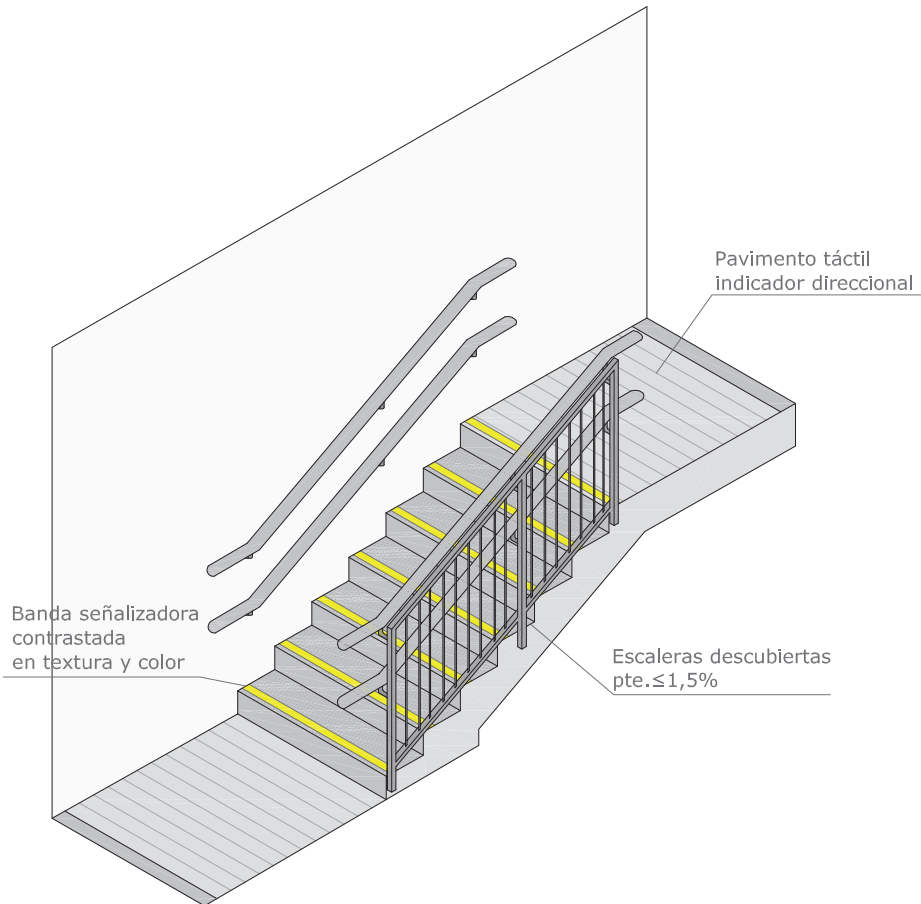 Pavimento táctil
indicador direccional
Banda señalizadora
contrastada
en textura y color
Escaleras descubiertas
pte.≤1,5%